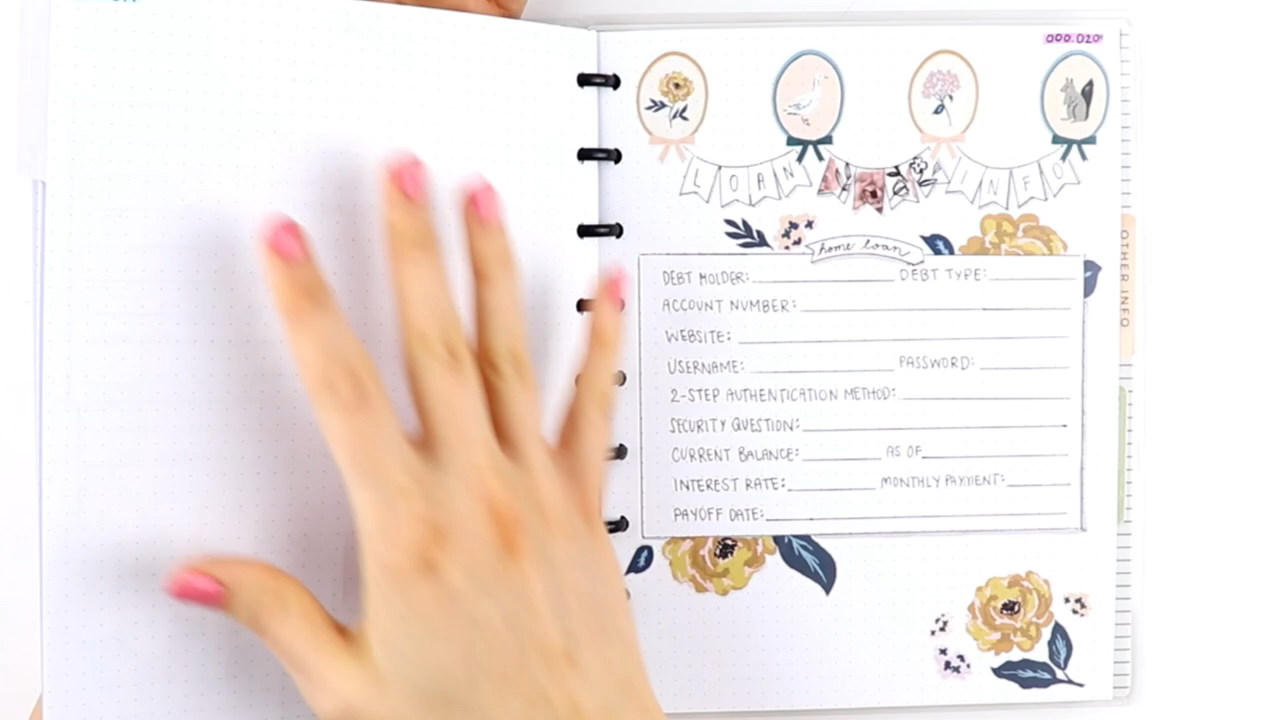 000.020
LOAN INFO
home loan
DEBT HOLDER: DEBT TYPE:
ACCOUNT NUMBER:
WEBSITE:
USERNAME: PASSWORD:
2-STEP AUTHENTICATION METHOD:
SECURITY QUESTION:
CURRENT BALANCE: AS OF
INTEREST RATE: MONTHLY PAYMENT:
PAYOFF DATE:
OTHER INFO